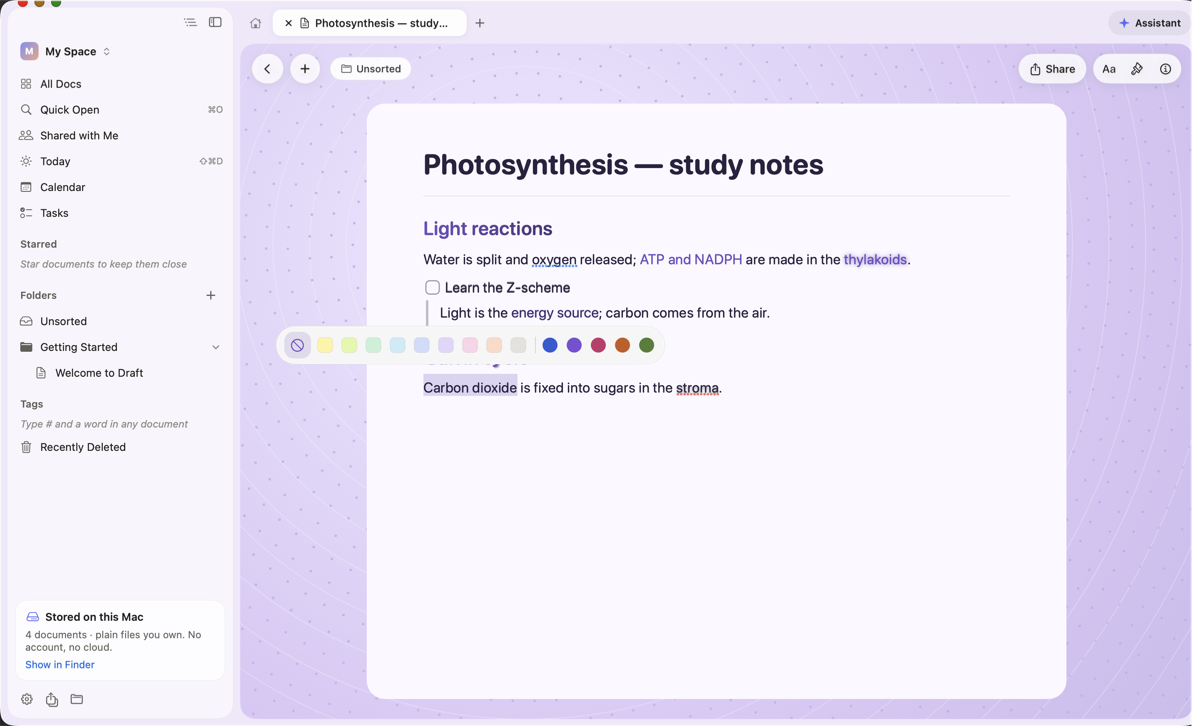 Photosynthesis — study...
Assistant
M My Space
All Docs
Quick Open ⌘O
Shared with Me
Today ⇧⌘D
Calendar
Tasks
Starred
Star documents to keep them close
Folders
Unsorted
Getting Started
Welcome to Draft
Tags
Type # and a word in any document
Recently Deleted
Stored on this Mac
4 documents · plain files you own. No
account, no cloud.
Show in Finder
Unsorted
Share
Aa
Photosynthesis — study notes
Light reactions
Water is split and oxygen released; ATP and NADPH are made in the thylakoids.
Learn the Z-scheme
Light is the energy source; carbon comes from the air.
Carbon dioxide is fixed into sugars in the stroma.